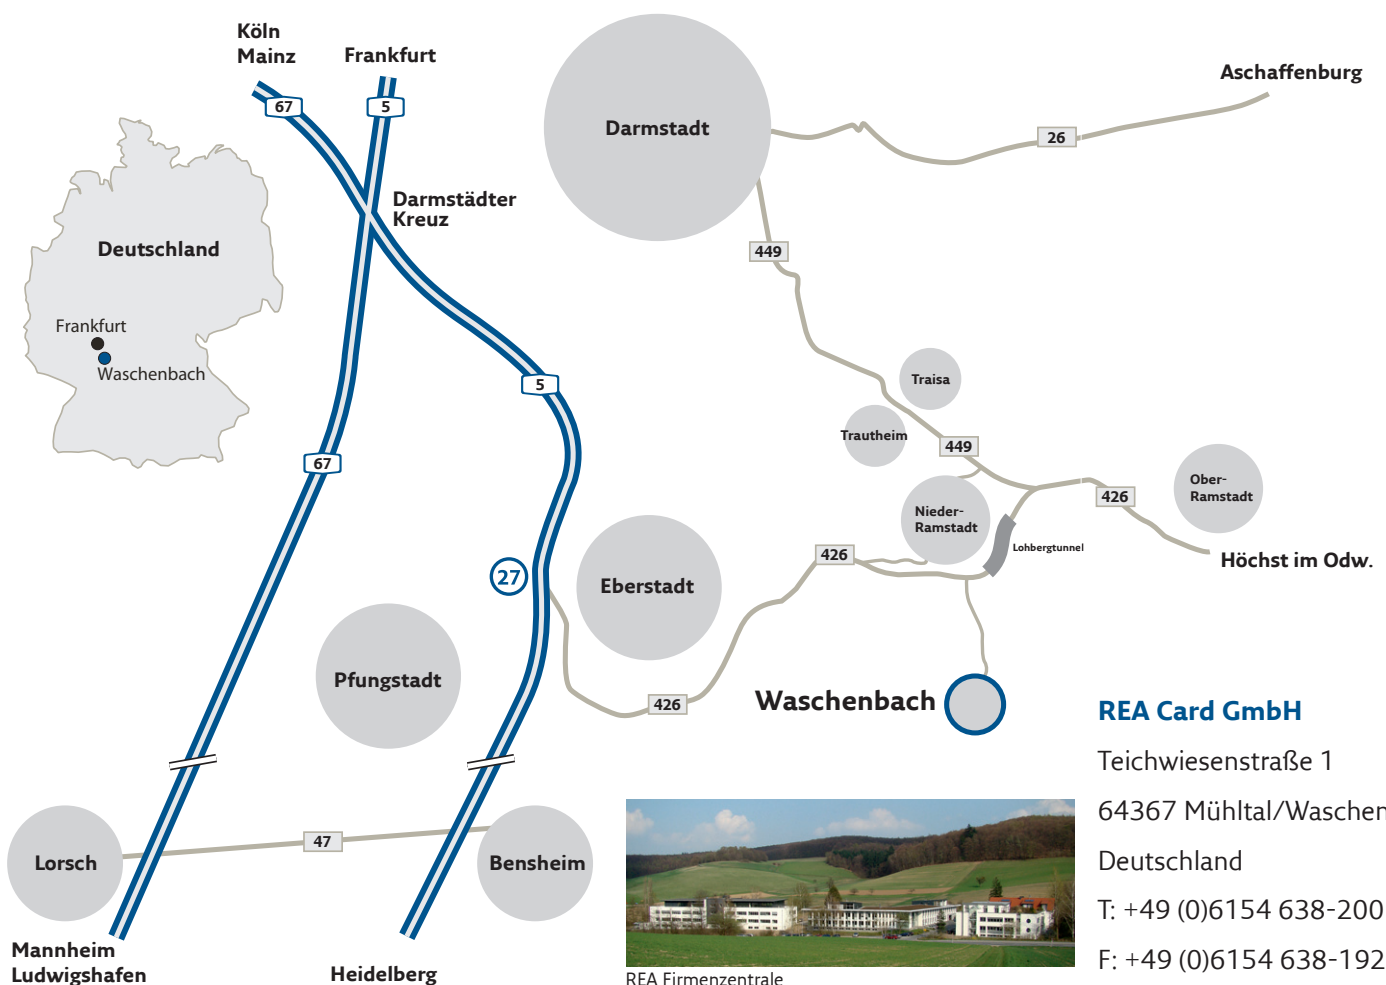 Köln
Mainz
Frankfurt
67
5
Darmstädter
Kreuz
Deutschland
Frankfurt
Waschenbach
Darmstadt
Aschaffenburg
26
449
5
67
Traisa
Trautheim
449
Nieder-
Ramstadt
Ober-
Ramstadt
426
Lohbergtunnel
Höchst im Odw.
426
27
Eberstadt
Pfungstadt
426
Waschenbach
Lorsch
47
Bensheim
Mannheim
Ludwigshafen
Heidelberg
REA Firmenzentrale
REA Card GmbH
Teichwiesenstraße 1
64367 Mühltal/Waschen
Deutschland
T: +49 (0)6154 638-200
F: +49 (0)6154 638-192